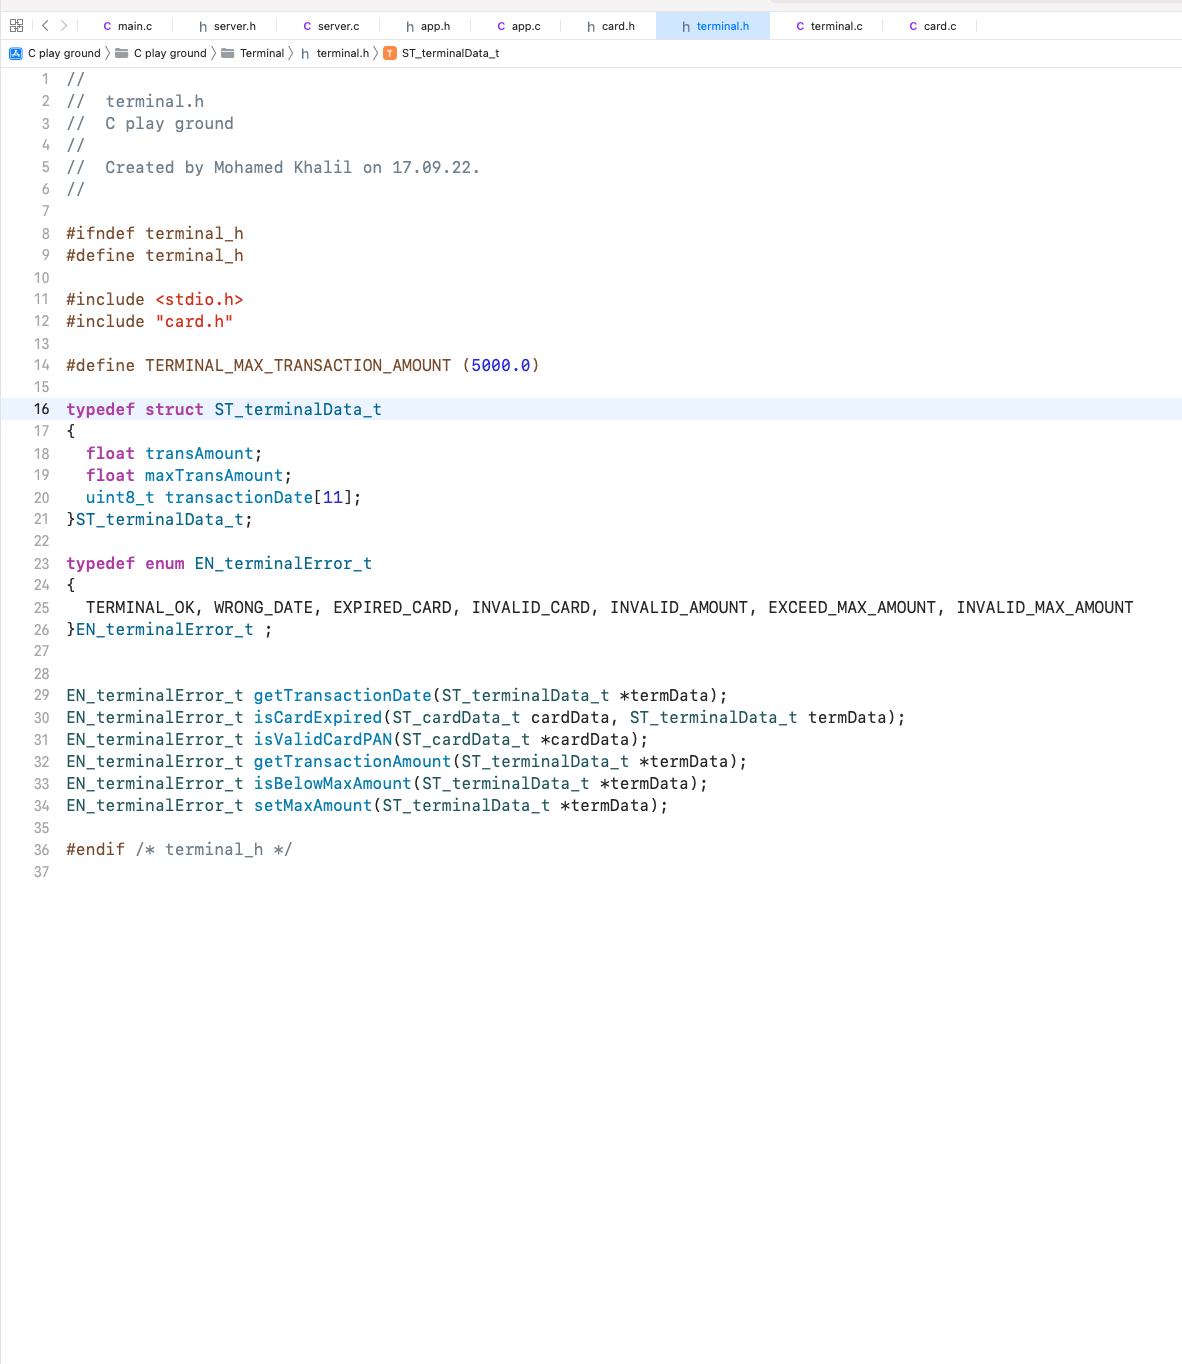 main.c server.h server.c app.h app.c card.h terminal.h terminal.c card.c
C play ground C play ground Terminal terminal.h ST_terminalData_t
1 //
2 //  terminal.h
3 //  C play ground
4 //
5 //  Created by Mohamed Khalil on 17.09.22.
6 //
7
8 #ifndef terminal_h
9 #define terminal_h
10
11 #include <stdio.h>
12 #include "card.h"
13
14 #define TERMINAL_MAX_TRANSACTION_AMOUNT (5000.0)
15
16 typedef struct ST_terminalData_t
17 {
18   float transAmount;
19   float maxTransAmount;
20   uint8_t transactionDate[11];
21 }ST_terminalData_t;
22
23 typedef enum EN_terminalError_t
24 {
25   TERMINAL_OK, WRONG_DATE, EXPIRED_CARD, INVALID_CARD, INVALID_AMOUNT, EXCEED_MAX_AMOUNT, INVALID_MAX_AMOUNT
26 }EN_terminalError_t ;
27
28
29 EN_terminalError_t getTransactionDate(ST_terminalData_t *termData);
30 EN_terminalError_t isCardExpired(ST_cardData_t cardData, ST_terminalData_t termData);
31 EN_terminalError_t isValidCardPAN(ST_cardData_t *cardData);
32 EN_terminalError_t getTransactionAmount(ST_terminalData_t *termData);
33 EN_terminalError_t isBelowMaxAmount(ST_terminalData_t *termData);
34 EN_terminalError_t setMaxAmount(ST_terminalData_t *termData);
35
36 #endif /* terminal_h */
37